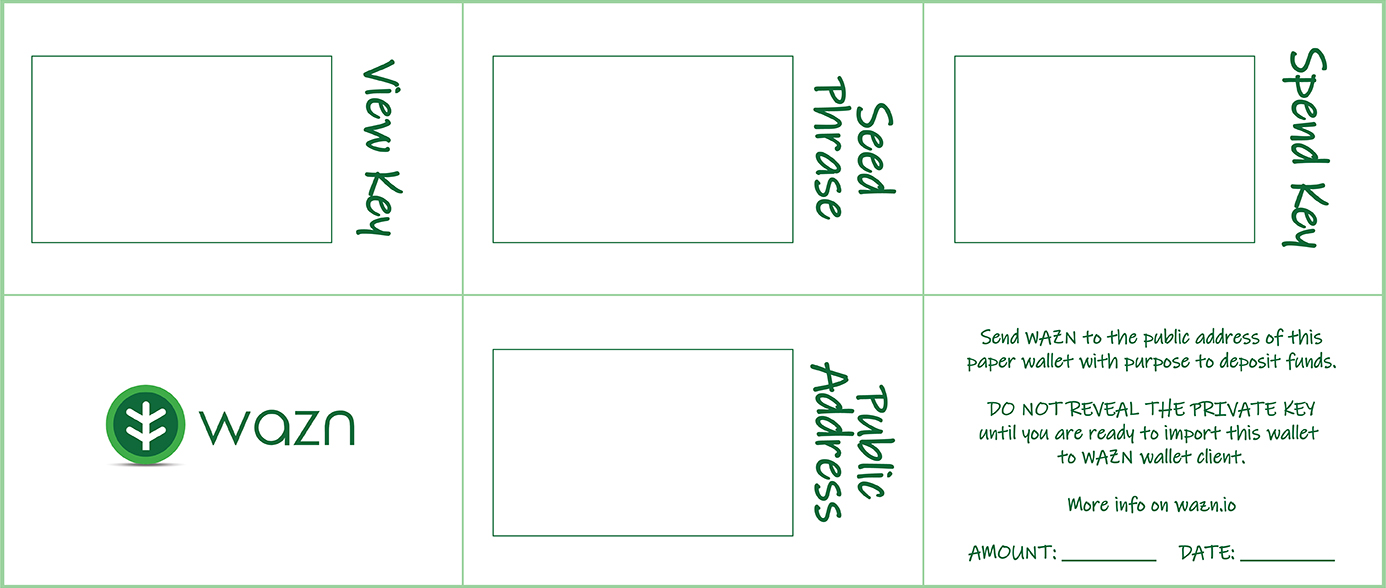 View Key
Seed
Phrase
Spend Key
wazn
Public
Address
Send WAZN to the public address of this
paper wallet with purpose to deposit funds.
DO NOT REVEAL THE PRIVATE KEY
until you are ready to import this wallet
to WAZN wallet client.
More info on wazn.io
AMOUNT: __________ DATE: __________